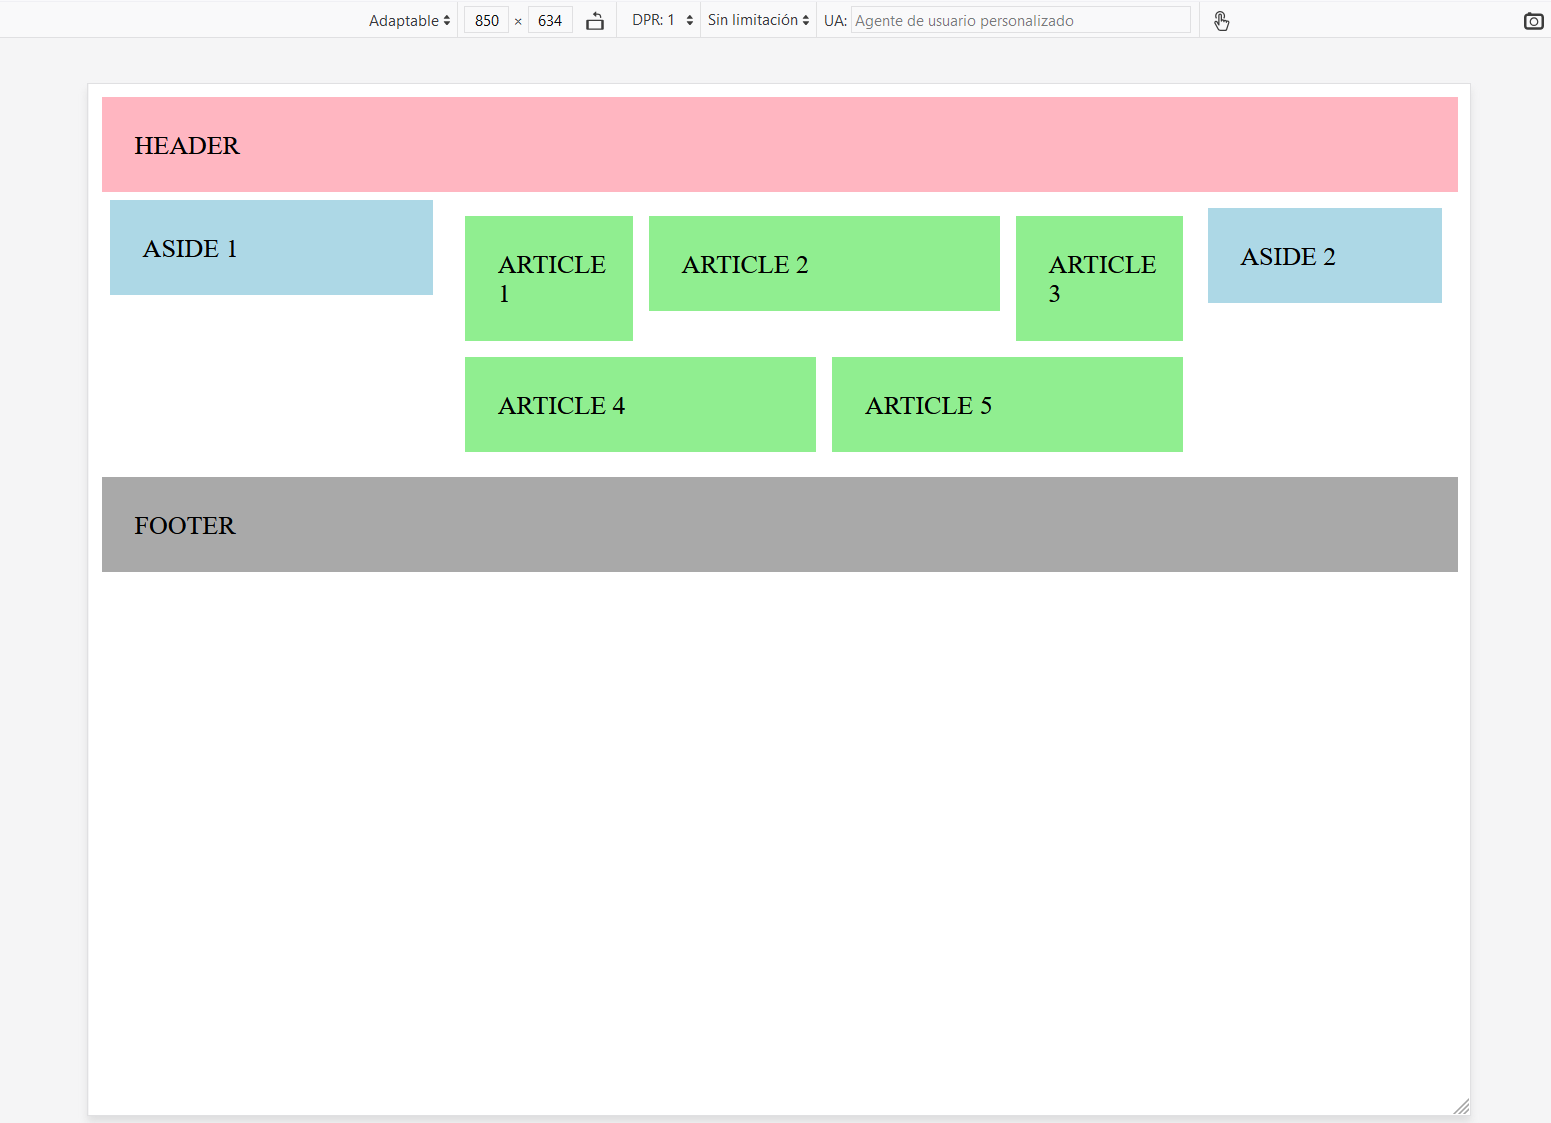 Adaptable 850 × 634 DPR: 1 Sin limitación UA: Agente de usuario personalizado
HEADER
ASIDE 1
ARTICLE
1
ARTICLE 2
ARTICLE
3
ASIDE 2
ARTICLE 4
ARTICLE 5
FOOTER